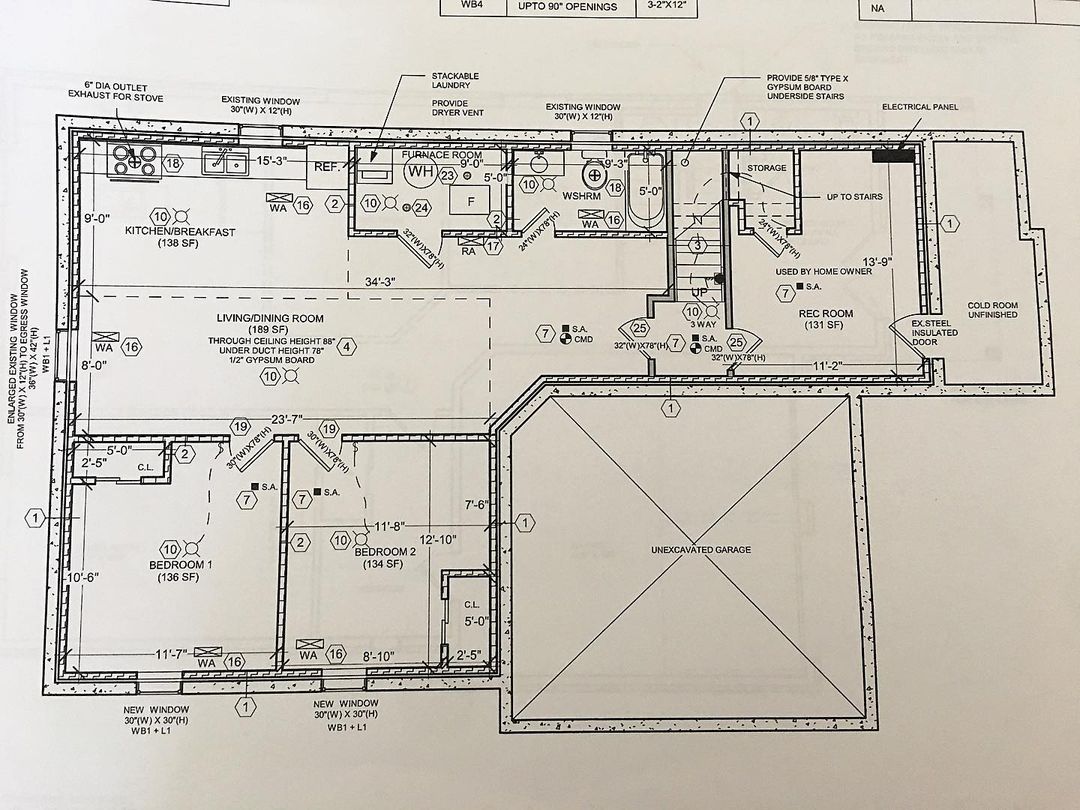 WB4
UPTO 90" OPENINGS
3-2"X12"
NA
6" DIA OUTLET
EXHAUST FOR STOVE
EXISTING WINDOW
30"(W) X 12"(H)
STACKABLE
LAUNDRY
PROVIDE
DRYER VENT
EXISTING WINDOW
30"(W) X 12"(H)
PROVIDE 5/8" TYPE X
GYPSUM BOARD
UNDERSIDE STAIRS
ELECTRICAL PANEL
1
18
15'-3"
REF.
FURNACE ROOM
9'-0"
5'-0"
WH
23
F
10
24
2
9'-3"
10
18
5'-0"
WSHRM
16
WA
STORAGE
UP TO STAIRS
WA
16
2
9'-0"
10
KITCHEN/BREAKFAST
(138 SF)
32"(W)X78"(H)
RA
17
24"(W)X78"(H)
3
UP
24"(W)X78"(H)
1
13'-9"
USED BY HOME OWNER
7
S.A.
REC ROOM
(131 SF)
EX.STEEL
INSULATED
DOOR
COLD ROOM
UNFINISHED
34'-3"
ENLARGED EXISTING WINDOW
FROM 30"(W) X 12"(H) TO EGRESS WINDOW
36"(W) X 42"(H)
WB1 + L1
LIVING/DINING ROOM
(189 SF)
THROUGH CEILING HEIGHT 88"
UNDER DUCT HEIGHT 78"
1/2" GYPSUM BOARD
4
10
WA
16
8'-0"
7
S.A.
CMD
10
3 WAY
25
32"(W)X78"(H)
7
S.A.
CMD
25
32"(W)X78"(H)
11'-2"
1
23'-7"
19
30"(W)X78"(H)
19
30"(W)X78"(H)
5'-0"
2'-5"
C.L.
2
7
S.A.
7
S.A.
7'-6"
1
1
11'-8"
12'-10"
2
10
BEDROOM 1
(136 SF)
10
BEDROOM 2
(134 SF)
10'-6"
UNEXCAVATED GARAGE
C.L.
5'-0"
2'-5"
11'-7"
WA
16
WA
16
8'-10"
NEW WINDOW
30"(W) X 30"(H)
WB1 + L1
1
NEW WINDOW
30"(W) X 30"(H)
WB1 + L1